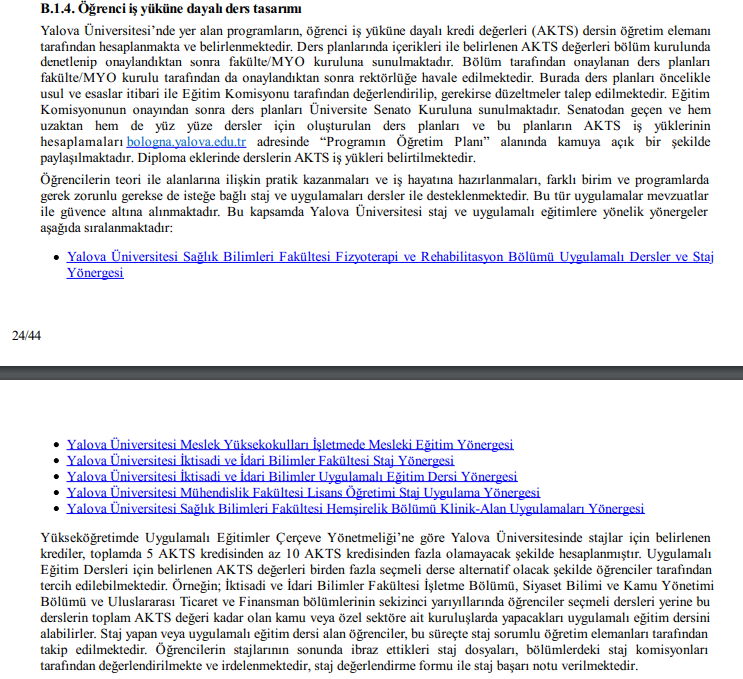 B.1.4. Öğrenci iş yüküne dayalı ders tasarımı
Yalova Üniversitesi’nde yer alan programların, öğrenci iş yüküne dayalı kredi değerleri (AKTS) dersin öğretim elemanı
tarafından hesaplanmakta ve belirlenmektedir. Ders planlarında içerikleri ile belirlenen AKTS değerleri bölüm kurulunda
denetlenip onaylandıktan sonra fakülte/MYO kuruluna sunulmaktadır. Bölüm tarafından onaylanan ders planları
fakülte/MYO kurulu tarafından da onaylandıktan sonra rektörlüğe havale edilmektedir. Burada ders planları öncelikle
usul ve esaslar itibari ile Eğitim Komisyonu tarafından değerlendirilip, gerekirse düzeltmeler talep edilmektedir. Eğitim
Komisyonunun onayından sonra ders planları Üniversite Senato Kuruluna sunulmaktadır. Senatodan geçen ve hem
uzaktan hem de yüz yüze dersler için oluşturulan ders planları ve bu planların AKTS iş yüklerinin
hesaplamaları bologna.yalova.edu.tr adresinde “Programın Öğretim Planı” alanında kamuya açık bir şekilde
paylaşılmaktadır. Diploma eklerinde derslerin AKTS iş yükleri belirtilmektedir.
Öğrencilerin teori ile alanlarına ilişkin pratik kazanmaları ve iş hayatına hazırlanmaları, farklı birim ve programlarda
gerek zorunlu gerekse de isteğe bağlı staj ve uygulamaları dersler ile desteklenmektedir. Bu tür uygulamalar mevzuatlar
ile güvence altına alınmaktadır. Bu kapsamda Yalova Üniversitesi staj ve uygulamalı eğitimlere yönelik yönergeler
aşağıda sıralanmaktadır:
• Yalova Üniversitesi Sağlık Bilimleri Fakültesi Fizyoterapi ve Rehabilitasyon Bölümü Uygulamalı Dersler ve Staj
Yönergesi
24/44
• Yalova Üniversitesi Meslek Yüksekokulları İşletmede Mesleki Eğitim Yönergesi
• Yalova Üniversitesi İktisadi ve İdari Bilimler Fakültesi Staj Yönergesi
• Yalova Üniversitesi İktisadi ve İdari Bilimler Uygulamalı Eğitim Dersi Yönergesi
• Yalova Üniversitesi Mühendislik Fakültesi Lisans Öğretimi Staj Uygulama Yönergesi
• Yalova Üniversitesi Sağlık Bilimleri Fakültesi Hemşirelik Bölümü Klinik-Alan Uygulamaları Yönergesi
Yükseköğretimde Uygulamalı Eğitimler Çerçeve Yönetmeliği’ne göre Yalova Üniversitesinde stajlar için belirlenen
krediler, toplamda 5 AKTS kredisinden az 10 AKTS kredisinden fazla olamayacak şekilde hesaplanmıştır. Uygulamalı
Eğitim Dersleri için belirlenen AKTS değerleri birden fazla seçmeli derse alternatif olacak şekilde öğrenciler tarafından
tercih edilebilmektedir. Örneğin; İktisadi ve İdari Bilimler Fakültesi İşletme Bölümü, Siyaset Bilimi ve Kamu Yönetimi
Bölümü ve Uluslararası Ticaret ve Finansman bölümlerinin sekizinci yarıyıllarında öğrenciler seçmeli dersleri yerine bu
derslerin toplam AKTS değeri kadar olan kamu veya özel sektöre ait kuruluşlarda yapacakları uygulamalı eğitim dersini
alabilirler. Staj yapan veya uygulamalı eğitim dersi alan öğrenciler, bu süreçte staj sorumlu öğretim elemanları tarafından
takip edilmektedir. Öğrencilerin stajlarının sonunda ibraz ettikleri staj dosyaları, bölümlerdeki staj komisyonları
tarafından değerlendirilmekte ve irdelenmektedir, staj değerlendirme formu ile staj başarı notu verilmektedir.